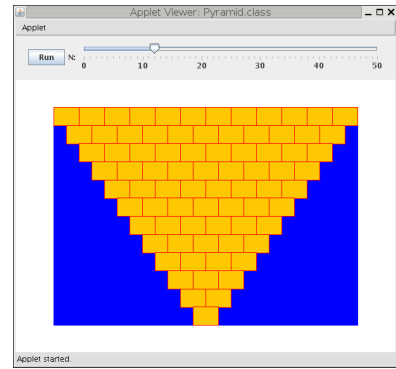 Applet Viewer: Pyramid.class
Applet
Run N:
0 10 20 30 40 50
Applet started.